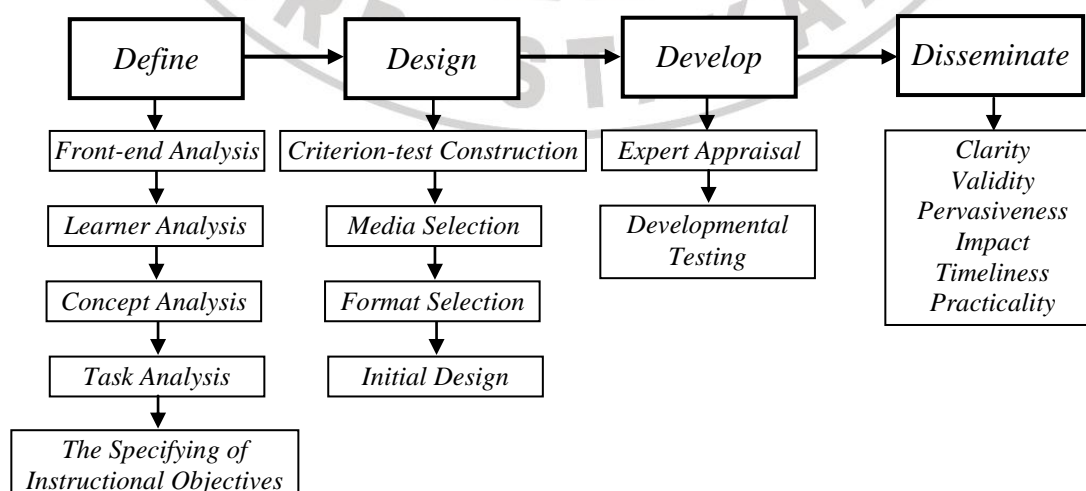 Define
Design
Develop
Disseminate
Front-end Analysis
Learner Analysis
Concept Analysis
Task Analysis
The Specifying of
Instructional Objectives
Criterion-test Construction
Media Selection
Format Selection
Initial Design
Expert Appraisal
Developmental
Testing
Clarity
Validity
Pervasiveness
Impact
Timeliness
Practicality